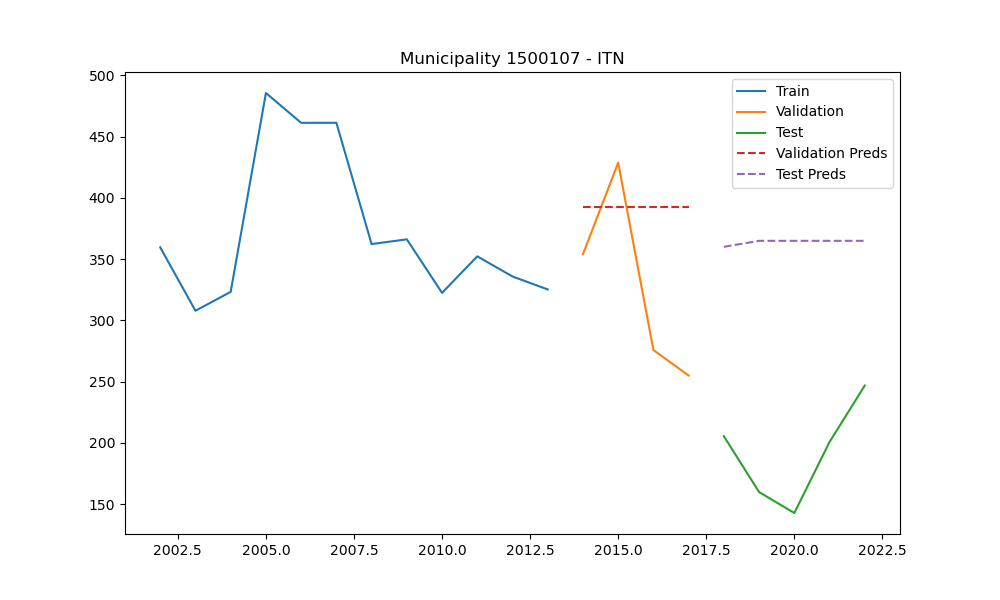 Municipality 1500107 - ITN
500
450
400
350
300
250
200
150
2002.5 2005.0 2007.5 2010.0 2012.5 2015.0 2017.5 2020.0 2022.5
Train
Validation
Test
Validation Preds
Test Preds